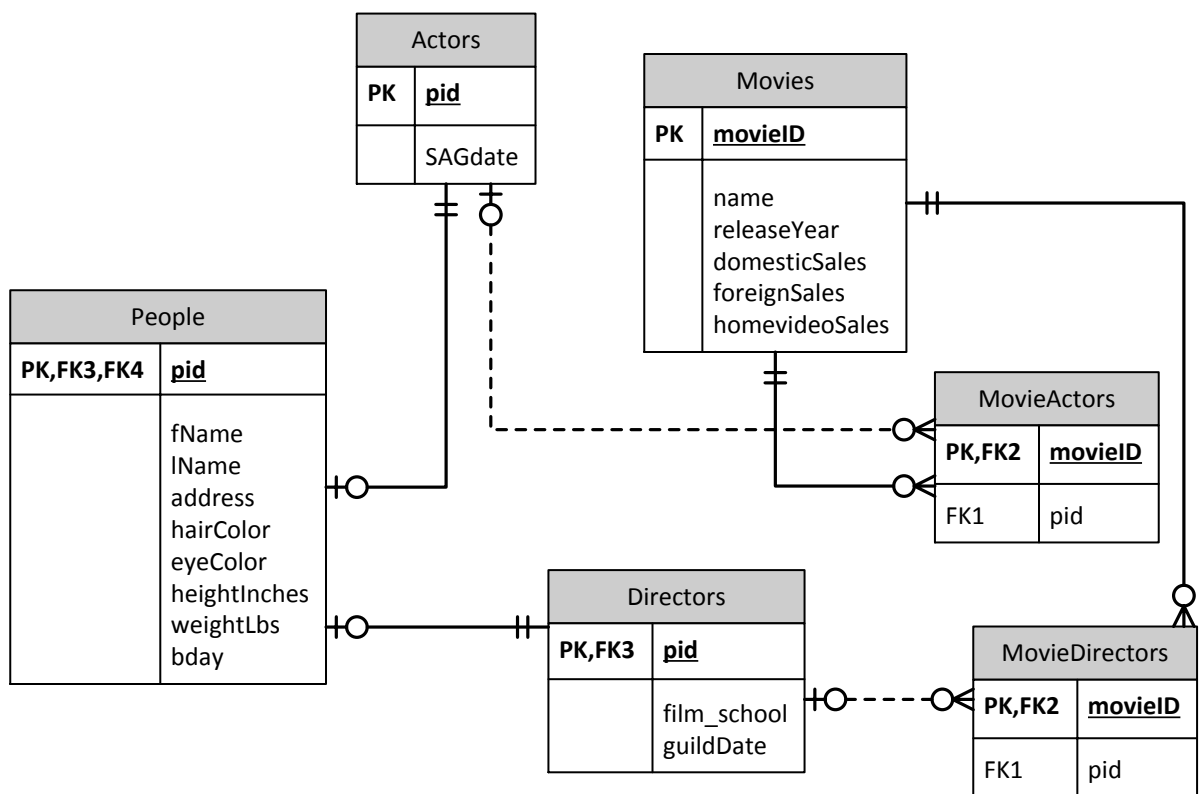 Actors
PK pid
SAGdate
Movies
PK movieID
name
releaseYear
domesticSales
foreignSales
homevideoSales
People
PK,FK3,FK4 pid
fName
lName
address
hairColor
eyeColor
heightInches
weightLbs
bday
MovieActors
PK,FK2 movieID
FK1 pid
Directors
PK,FK3 pid
film_school
guildDate
MovieDirectors
PK,FK2 movieID
FK1 pid